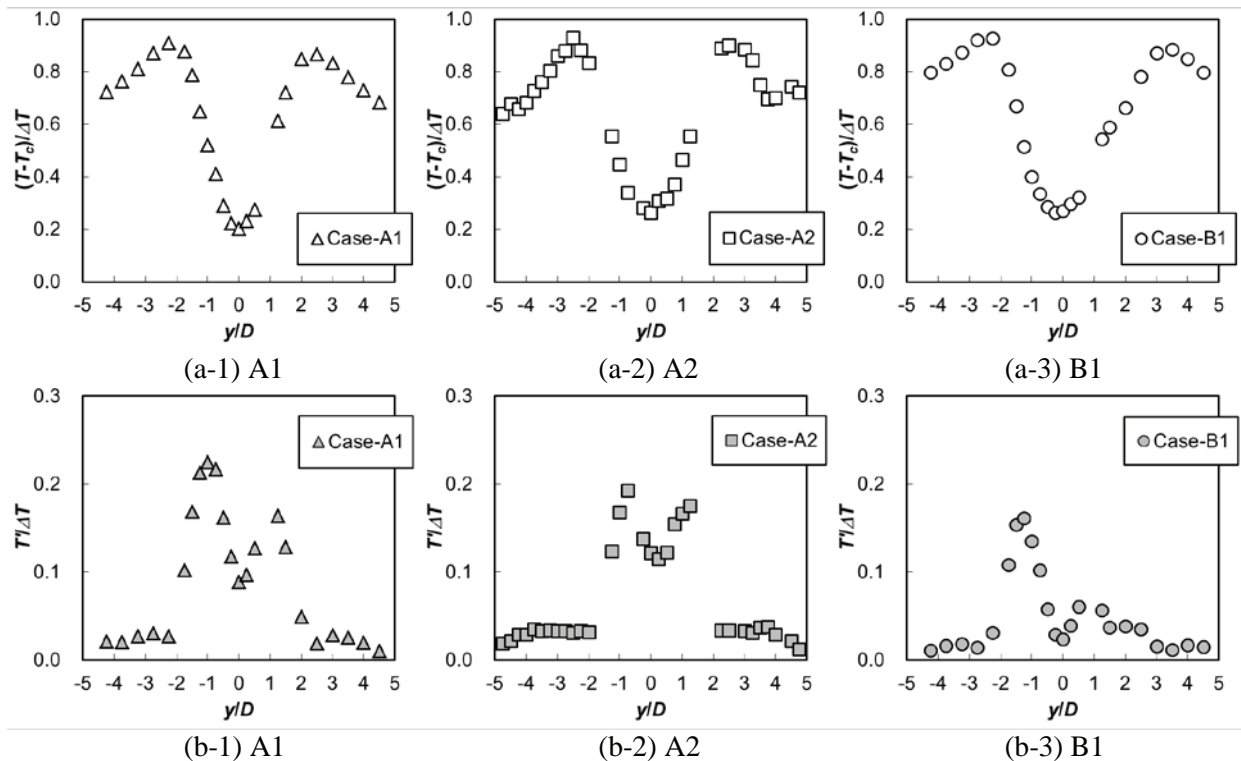 1.0
0.8
0.6
0.4
0.2
0.0
(T-Tc)/ΔT
Case-A1
-5 -4 -3 -2 -1 0 1 2 3 4 5
y/D
(a-1) A1
1.0
0.8
0.6
0.4
0.2
0.0
(T-Tc)/ΔT
Case-A2
-5 -4 -3 -2 -1 0 1 2 3 4 5
y/D
(a-2) A2
1.0
0.8
0.6
0.4
0.2
0.0
(T-Tc)/ΔT
Case-B1
-5 -4 -3 -2 -1 0 1 2 3 4 5
y/D
(a-3) B1
0.3
0.2
0.1
0.0
T'/ΔT
Case-A1
-5 -4 -3 -2 -1 0 1 2 3 4 5
y/D
(b-1) A1
0.3
0.2
0.1
0.0
T'/ΔT
Case-A2
-5 -4 -3 -2 -1 0 1 2 3 4 5
y/D
(b-2) A2
0.3
0.2
0.1
0.0
T'/ΔT
Case-B1
-5 -4 -3 -2 -1 0 1 2 3 4 5
y/D
(b-3) B1